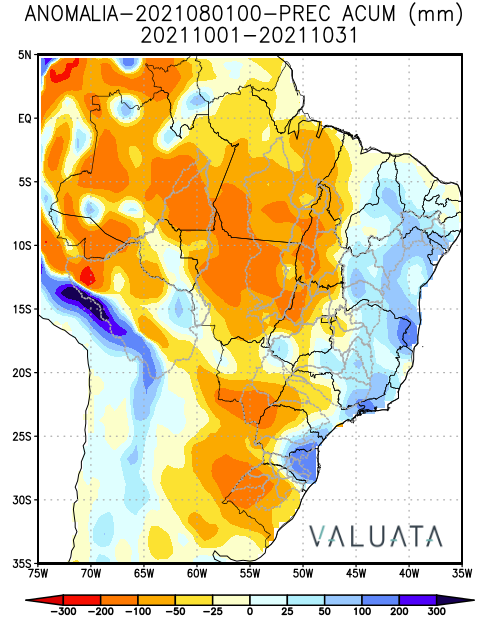 ANOMALIA-2021080100-PREC ACUM (mm)
20211001-20211031
5N
EQ
5S
10S
15S
20S
25S
30S
35S
VALUATA
75W 70W 65W 60W 55W 50W 45W 40W 35W
-300 -200 -100 -50 -25 0 25 50 100 200 300